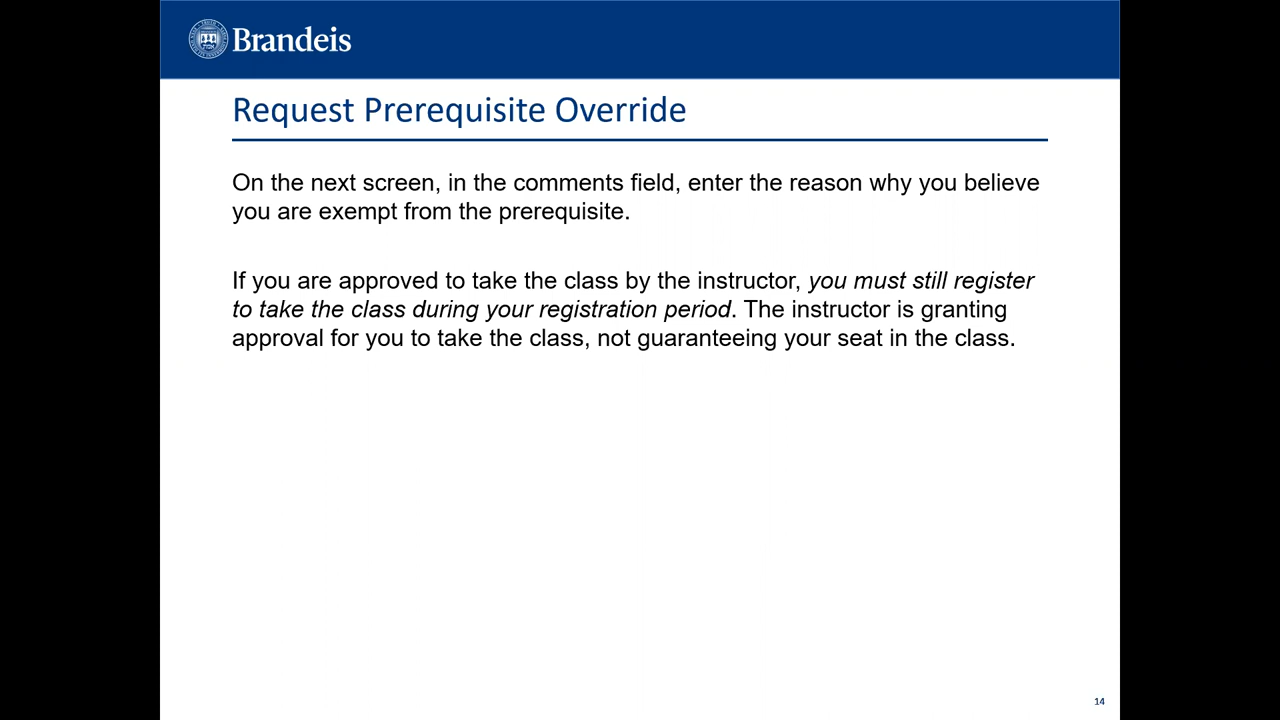 Brandeis
Request Prerequisite Override
On the next screen, in the comments field, enter the reason why you believe
you are exempt from the prerequisite.
If you are approved to take the class by the instructor, you must still register
to take the class during your registration period. The instructor is granting
approval for you to take the class, not guaranteeing your seat in the class.
14